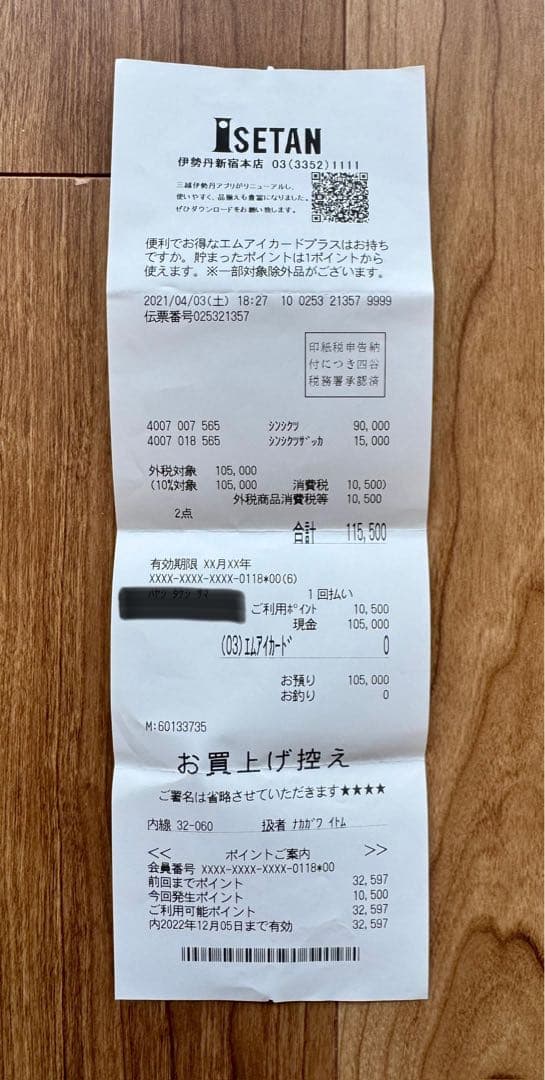 ISETAN
伊勢丹新宿本店 03(3352)1111
三越伊勢丹アプリがリニューアルし、
使いやすく、品揃えも豊富になりました。
ぜひダウンロードをお願い致します。
便利でお得なエムアイカードプラスはお持ち
ですか。貯まったポイントは1ポイントから
使えます。※一部対象除外品がございます。
2021/04/03(土) 18:27 10 0253 21357 9999
伝票番号025321357
印紙税申告納
付につき四谷
税務署承認済
4007 007 565 ｼﾝｼｸﾂ 90,000
4007 018 565 ｼﾝｼｸﾂｻﾞｯｶ 15,000
外税対象 105,000
(10%対象 105,000 消費税 10,500)
外税商品消費税等 10,500
2点
合計 115,500
有効期限 XX月XX年
XXXX-XXXX-XXXX-0118*00(6)
1回払い
ご利用ﾎﾟｲﾝﾄ 10,500
現金 105,000
(03)ｴﾑｱｲｶｰﾄﾞ 0
お預り 105,000
お釣り 0
M:60133735
お買上げ控え
ご署名は省略させていただきます★★★★
内線 32-060 扱者 ﾅｶｶﾞﾜ ｲﾄﾑ
<< ポイントご案内 >>
会員番号 XXXX-XXXX-XXXX-0118*00
前回までポイント 32,597
今回発生ポイント 10,500
ご利用可能ポイント 32,597
内2022年12月05日まで有効 32,597